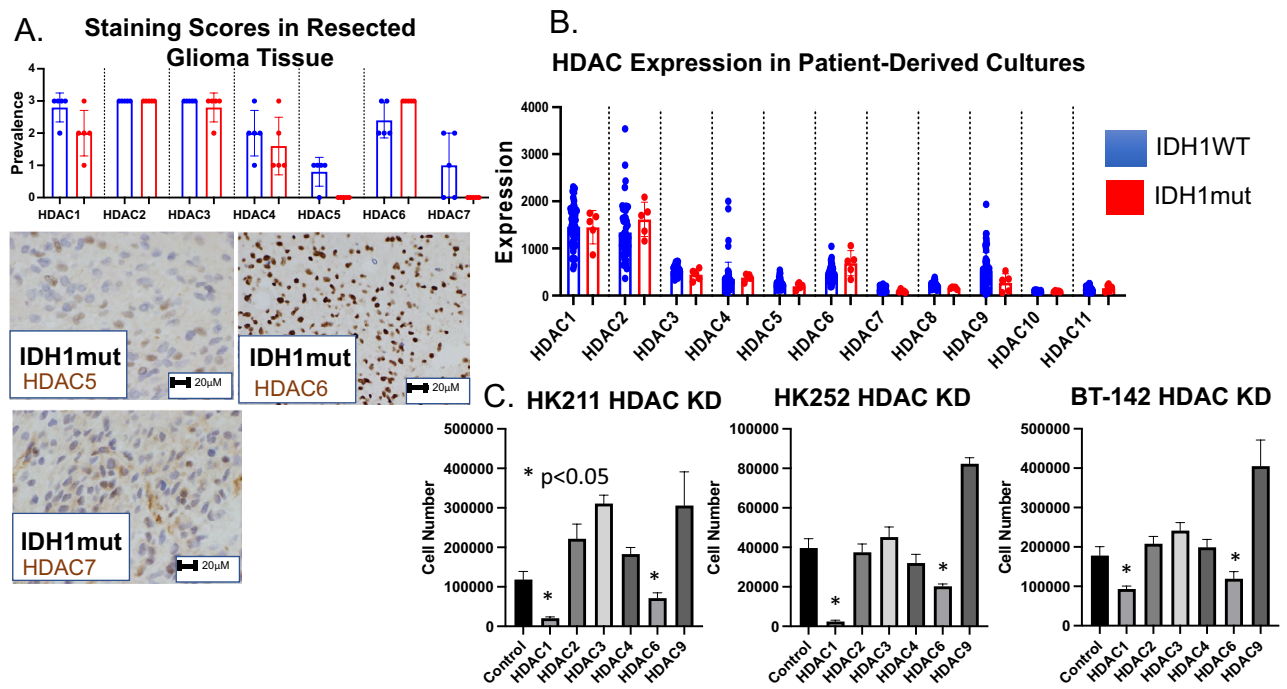 A.
Staining Scores in Resected
Glioma Tissue
Prevalence
4
3
2
1
0
HDAC1 HDAC2 HDAC3 HDAC4 HDAC5 HDAC6 HDAC7
IDH1mut
HDAC5
20µM
IDH1mut
HDAC6
20µM
IDH1mut
HDAC7
20µM
B.
HDAC Expression in Patient-Derived Cultures
Expression
4000
3000
2000
1000
0
HDAC1 HDAC2 HDAC3 HDAC4 HDAC5 HDAC6 HDAC7 HDAC8 HDAC9 HDAC10 HDAC11
IDH1WT
IDH1mut
C.
HK211 HDAC KD
Cell Number
500000
400000
300000
200000
100000
0
* p<0.05
*
*
Control HDAC1 HDAC2 HDAC3 HDAC4 HDAC6 HDAC9
HK252 HDAC KD
Cell Number
100000
80000
60000
40000
20000
0
*
*
Control HDAC1 HDAC2 HDAC3 HDAC4 HDAC6 HDAC9
BT-142 HDAC KD
Cell Number
500000
400000
300000
200000
100000
0
*
*
Control HDAC1 HDAC2 HDAC3 HDAC4 HDAC6 HDAC9